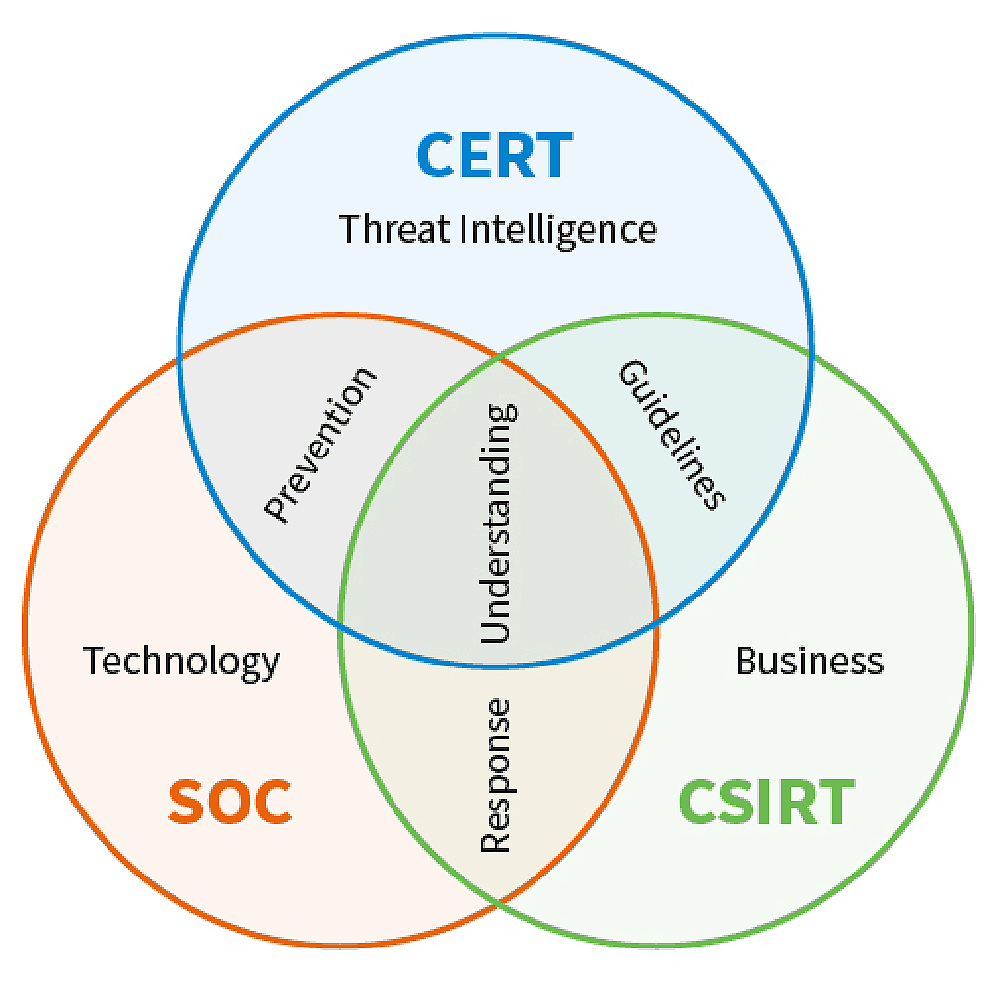 CERT
Threat Intelligence
Prevention
Understanding
Guidelines
Technology
Business
Response
SOC
CSIRT